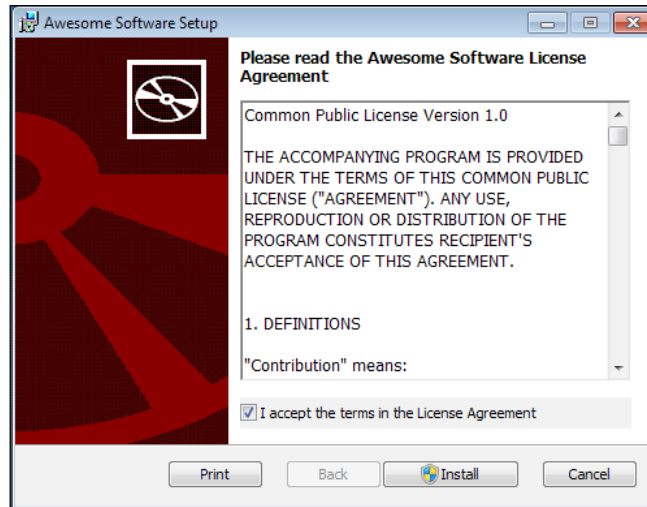 Awesome Software Setup
Please read the Awesome Software License
Agreement
Common Public License Version 1.0
THE ACCOMPANYING PROGRAM IS PROVIDED
UNDER THE TERMS OF THIS COMMON PUBLIC
LICENSE ("AGREEMENT"). ANY USE,
REPRODUCTION OR DISTRIBUTION OF THE
PROGRAM CONSTITUTES RECIPIENT'S
ACCEPTANCE OF THIS AGREEMENT.
1. DEFINITIONS
"Contribution" means:
I accept the terms in the License Agreement
Print Back Install Cancel